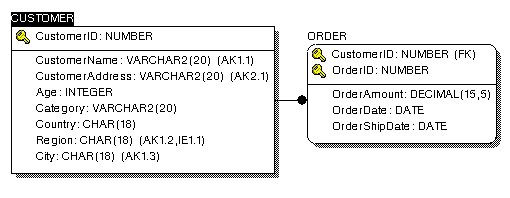 CUSTOMER
CustomerID: NUMBER
CustomerName: VARCHAR2(20) (AK1.1)
CustomerAddress: VARCHAR2(20) (AK2.1)
Age: INTEGER
Category: VARCHAR2(20)
Country: CHAR(18)
Region: CHAR(18) (AK1.2,IE1.1)
City: CHAR(18) (AK1.3)
ORDER
CustomerID: NUMBER (FK)
OrderID: NUMBER
OrderAmount: DECIMAL(15,5)
OrderDate: DATE
OrderShipDate: DATE